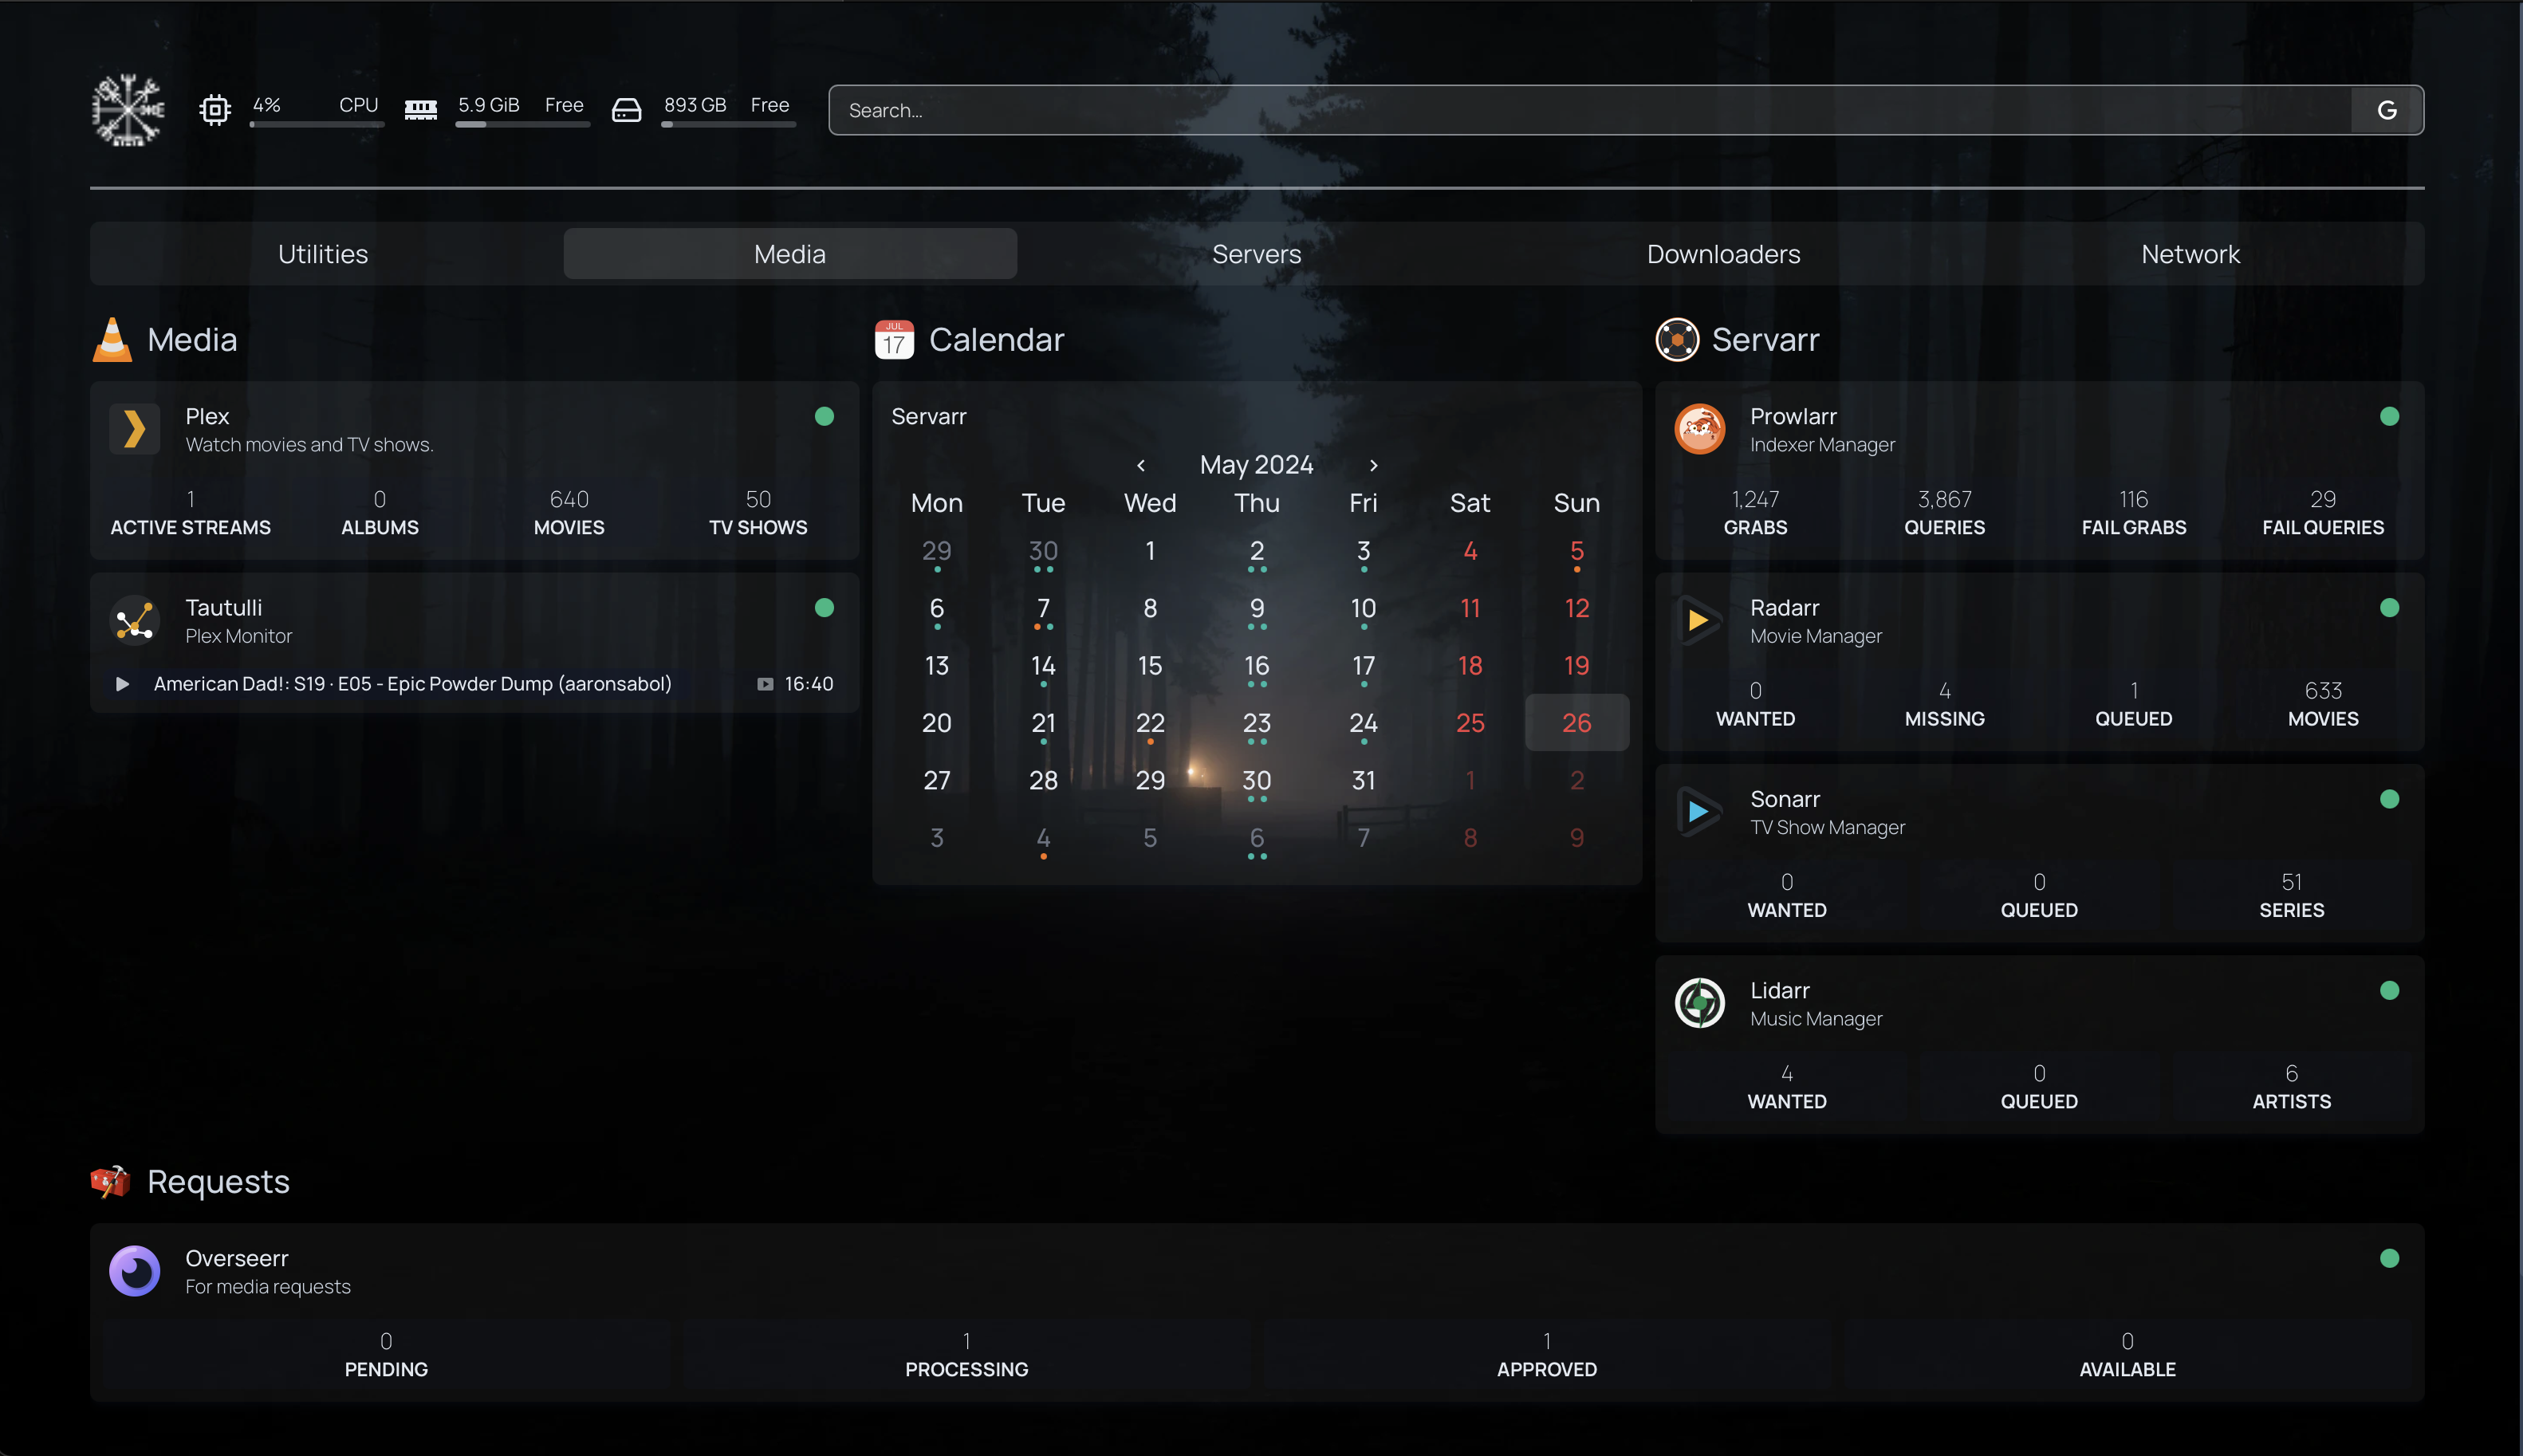 4% CPU
5.9 GiB Free
893 GB Free
Search...
G
Utilities Media Servers Downloaders Network
Media
Plex
Watch movies and TV shows.
1 0 640 50
ACTIVE STREAMS ALBUMS MOVIES TV SHOWS
Tautulli
Plex Monitor
American Dad!: S19 · E05 - Epic Powder Dump (aaronsabol) 16:40
JUL
17
Calendar
Servarr
‹ May 2024 ›
Mon Tue Wed Thu Fri Sat Sun
29 30 1 2 3 4 5
6 7 8 9 10 11 12
13 14 15 16 17 18 19
20 21 22 23 24 25 26
27 28 29 30 31 1 2
3 4 5 6 7 8 9
Servarr
Prowlarr
Indexer Manager
1,247 3,867 116 29
GRABS QUERIES FAIL GRABS FAIL QUERIES
Radarr
Movie Manager
0 4 1 633
WANTED MISSING QUEUED MOVIES
Sonarr
TV Show Manager
0 0 51
WANTED QUEUED SERIES
Lidarr
Music Manager
4 0 6
WANTED QUEUED ARTISTS
Requests
Overseerr
For media requests
0 1 1 0
PENDING PROCESSING APPROVED AVAILABLE